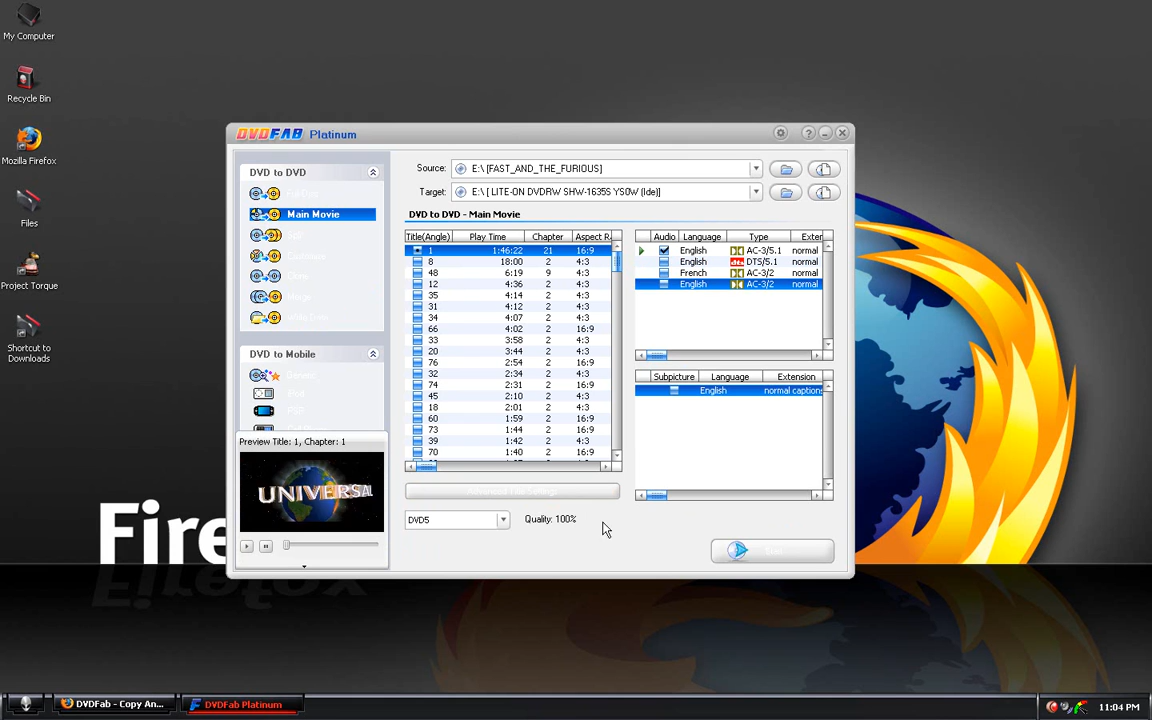 My Computer
Recycle Bin
Mozilla Firefox
Files
Project Torque
Shortcut to
Downloads
Fire
Firefox
DVDFAB Platinum
DVD to DVD
Main Movie
DVD to Mobile
Preview Title: 1, Chapter: 1
UNIVERSAL
Source: E:\ [FAST_AND_THE_FURIOUS]
Target: E:\ [ LITE-ON DVDRW SHW-1635S YS0W (Ide)]
DVD to DVD - Main Movie
Title(Angle) Play Time Chapter Aspect R
1 1:46:22 21 16:9
8 18:00 2 4:3
48 6:19 9 4:3
12 4:36 2 4:3
35 4:14 2 4:3
31 4:12 2 4:3
34 4:07 2 4:3
66 4:02 2 16:9
33 3:58 2 4:3
20 3:44 2 4:3
76 2:54 2 16:9
32 2:34 2 4:3
74 2:31 2 16:9
45 2:10 2 4:3
18 2:01 2 4:3
60 1:59 2 16:9
73 1:44 2 16:9
39 1:42 2 4:3
70 1:40 2 16:9
Advanced Title Settings
DVD5
Quality: 100%
Audio Language Type Exter
English AC-3/5.1 normal
English dts DTS/5.1 normal
French AC-3/2 normal
English AC-3/2 normal
Subpicture Language Extension
English normal captions
Start
DVDFab - Copy An...
DVDFab Platinum
11:04 PM